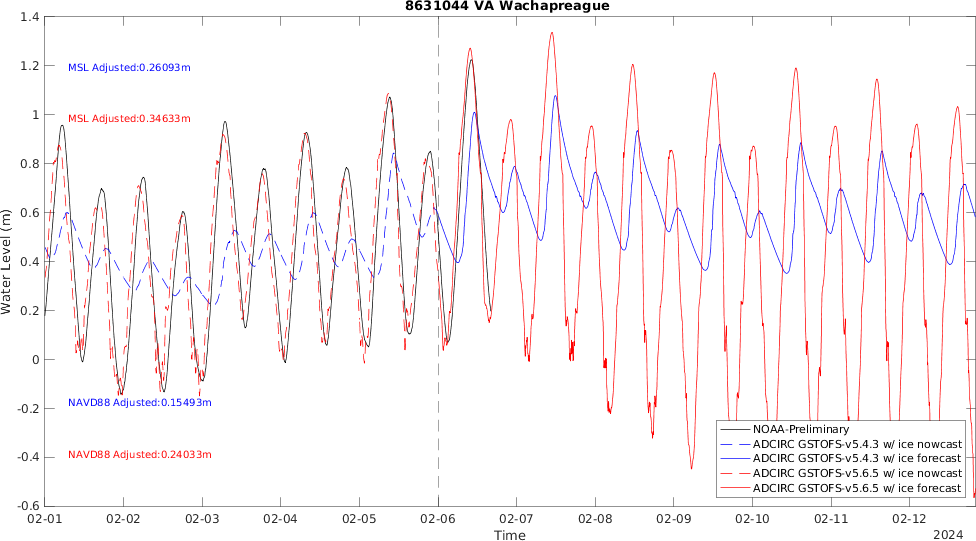 8631044 VA Wachapreague
1.4
MSL Adjusted:0.26093m
1.2
MSL Adjusted:0.34633m
1
0.8
0.6
0.4
0.2
0
-0.2
-0.4
-0.6
Water Level (m)
NAVD88 Adjusted:0.15493m
NAVD88 Adjusted:0.24033m
NOAA-Preliminary
ADCIRC GSTOFS-v5.4.3 w/ ice nowcast
ADCIRC GSTOFS-v5.4.3 w/ ice forecast
ADCIRC GSTOFS-v5.6.5 w/ ice nowcast
ADCIRC GSTOFS-v5.6.5 w/ ice forecast
02-01 02-02 02-03 02-04 02-05 02-06 02-07 02-08 02-09 02-10 02-11 02-12
Time
2024